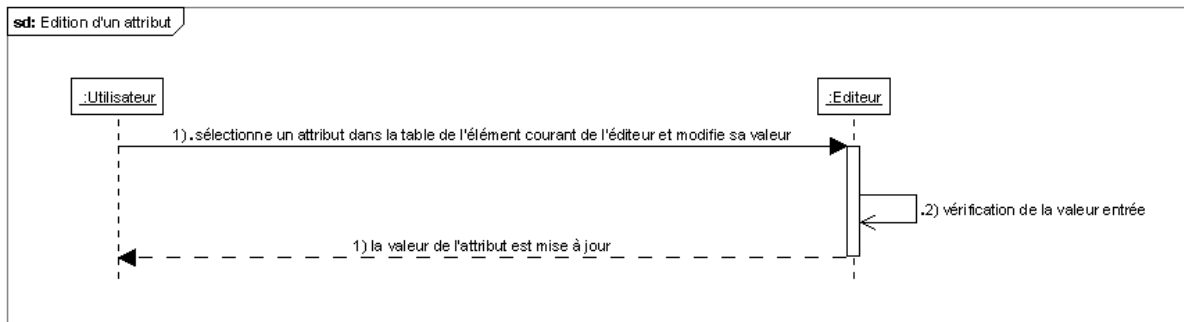 sd: Edition d'un attribut
:Utilisateur
:Editeur
1).sélectionne un attribut dans la table de l'élément courant de l'éditeur et modifie sa valeur
.2) vérification de la valeur entrée
1) la valeur de l'attribut est mise à jour